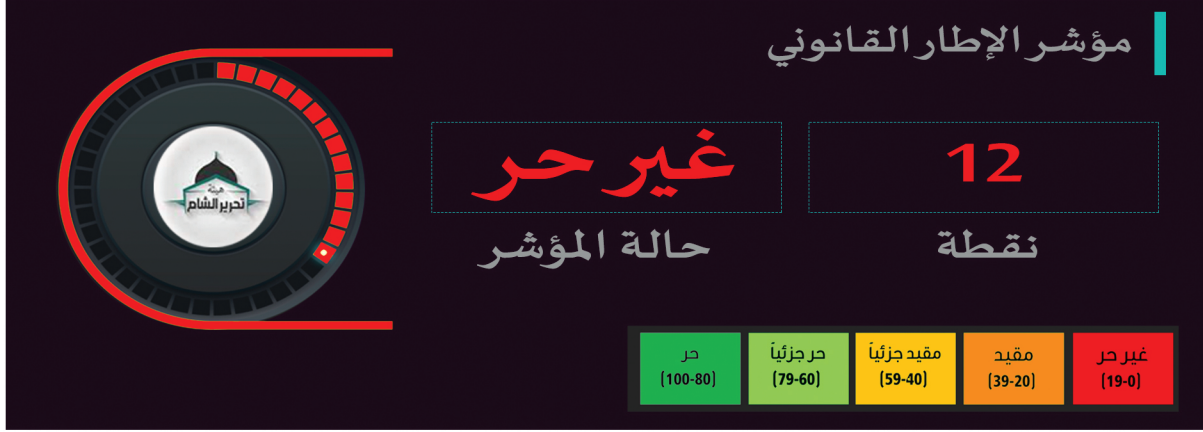 مؤشر الإطار القانوني
12
نقطة
غير حر
حالة المؤشر
هيئة
تحرير الشام
غير حر
(19-0)
مقيد
(39-20)
مقيد جزئياً
(59-40)
حر جزئياً
(79-60)
حر
(100-80)